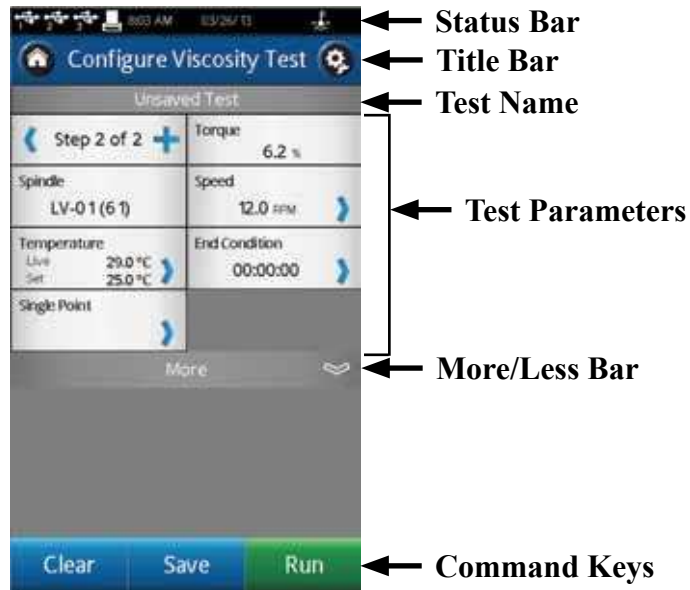 1 2 3 8:03 AM 03/26/13
Status Bar
Configure Viscosity Test
Title Bar
Unsaved Test
Test Name
Step 2 of 2
Torque
6.2 %
Spindle
LV-01 (61)
Speed
12.0 RPM
Test Parameters
Temperature
Live 29.0 °C
Set 25.0 °C
End Condition
00:00:00
Single Point
More
More/Less Bar
Clear Save Run
Command Keys